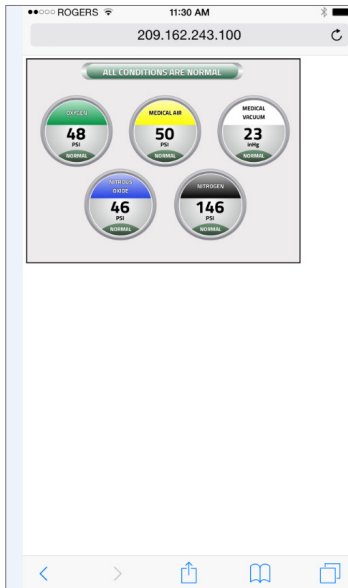 ROGERS 11:30 AM
209.162.243.100
ALL CONDITIONS ARE NORMAL
OXYGEN
48
PSI
NORMAL
MEDICAL AIR
50
PSI
NORMAL
MEDICAL
VACUUM
23
inHg
NORMAL
NITROUS
OXIDE
46
PSI
NORMAL
NITROGEN
146
PSI
NORMAL